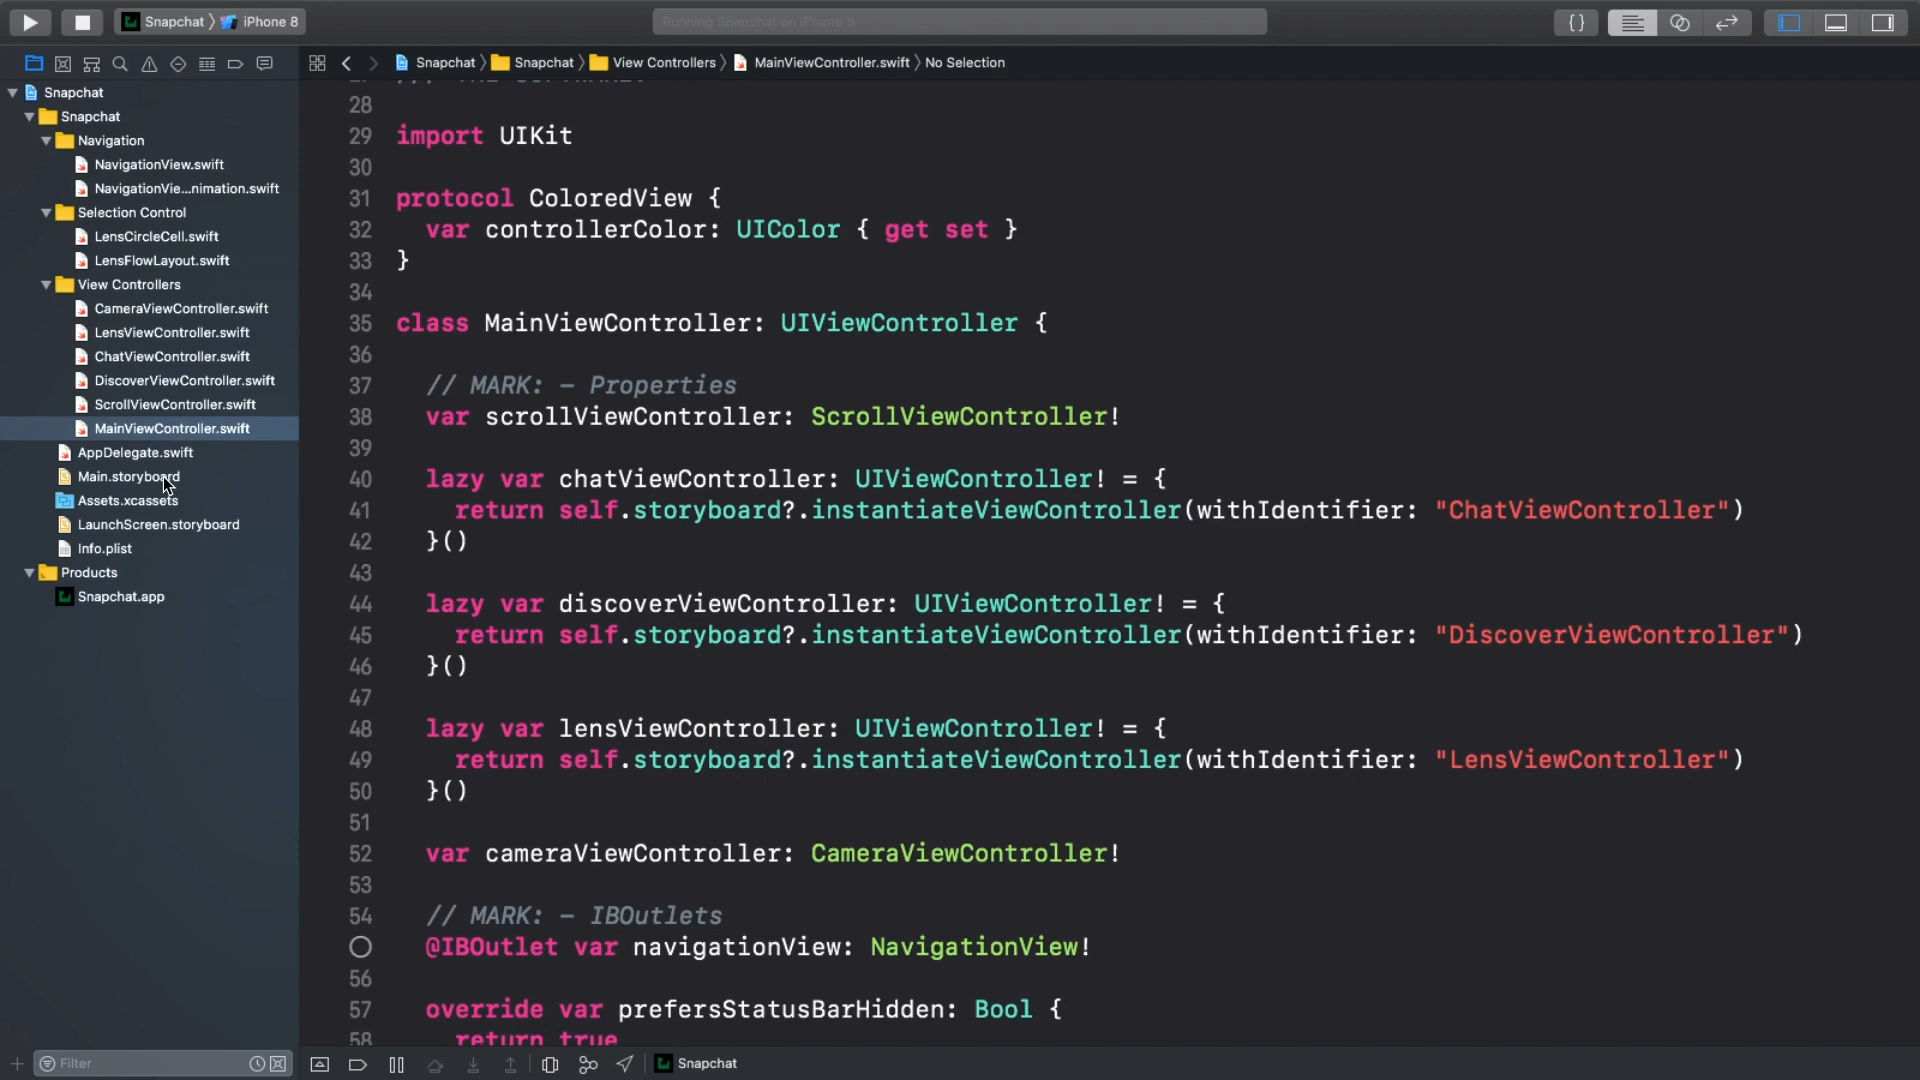 Snapchat
iPhone 8
Running Snapchat on iPhone 8
{}
Snapchat
Snapchat
View Controllers
MainViewController.swift
No Selection
Snapchat
Snapchat
Navigation
NavigationView.swift
NavigationVie...nimation.swift
Selection Control
LensCircleCell.swift
LensFlowLayout.swift
View Controllers
CameraViewController.swift
LensViewController.swift
ChatViewController.swift
DiscoverViewController.swift
ScrollViewController.swift
MainViewController.swift
AppDelegate.swift
Main.storyboard
Assets.xcassets
LaunchScreen.storyboard
Info.plist
Products
Snapchat.app
Filter
28
29 import UIKit
30
31 protocol ColoredView {
32 var controllerColor: UIColor { get set }
33 }
34
35 class MainViewController: UIViewController {
36
37 // MARK: - Properties
38 var scrollViewController: ScrollViewController!
39
40 lazy var chatViewController: UIViewController! = {
41 return self.storyboard?.instantiateViewController(withIdentifier: "ChatViewController")
42 }()
43
44 lazy var discoverViewController: UIViewController! = {
45 return self.storyboard?.instantiateViewController(withIdentifier: "DiscoverViewController")
46 }()
47
48 lazy var lensViewController: UIViewController! = {
49 return self.storyboard?.instantiateViewController(withIdentifier: "LensViewController")
50 }()
51
52 var cameraViewController: CameraViewController!
53
54 // MARK: - IBOutlets
@IBOutlet var navigationView: NavigationView!
56
57 override var prefersStatusBarHidden: Bool {
58 return true
Snapchat